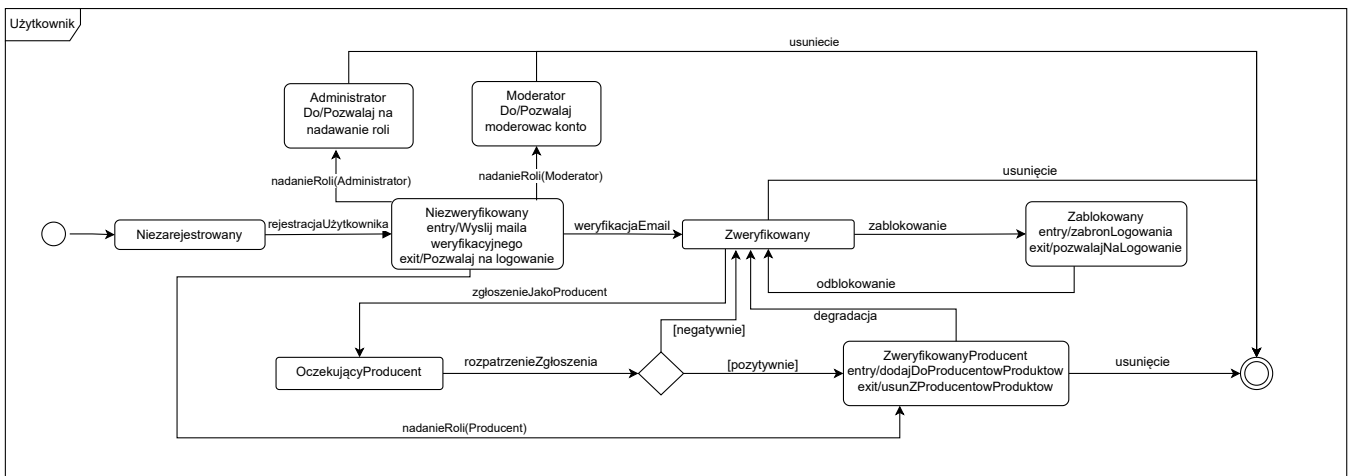 Użytkownik
usuniecie
Administrator
Do/Pozwalaj na
nadawanie roli
Moderator
Do/Pozwalaj
moderowac konto
nadanieRoli(Administrator)
nadanieRoli(Moderator)
usunięcie
Niezarejestrowany
rejestracjaUżytkownika
Niezweryfikowany
entry/Wyslij maila
weryfikacyjnego
exit/Pozwalaj na logowanie
weryfikacjaEmail
Zweryfikowany
zablokowanie
Zablokowany
entry/zabronLogowania
exit/pozwalajNaLogowanie
odblokowanie
zgłoszenieJakoProducent
degradacja
[negatywnie]
OczekującyProducent
rozpatrzenieZgłoszenia
[pozytywnie]
ZweryfikowanyProducent
entry/dodajDoProducentowProduktow
exit/usunZProducentowProduktow
usunięcie
nadanieRoli(Producent)